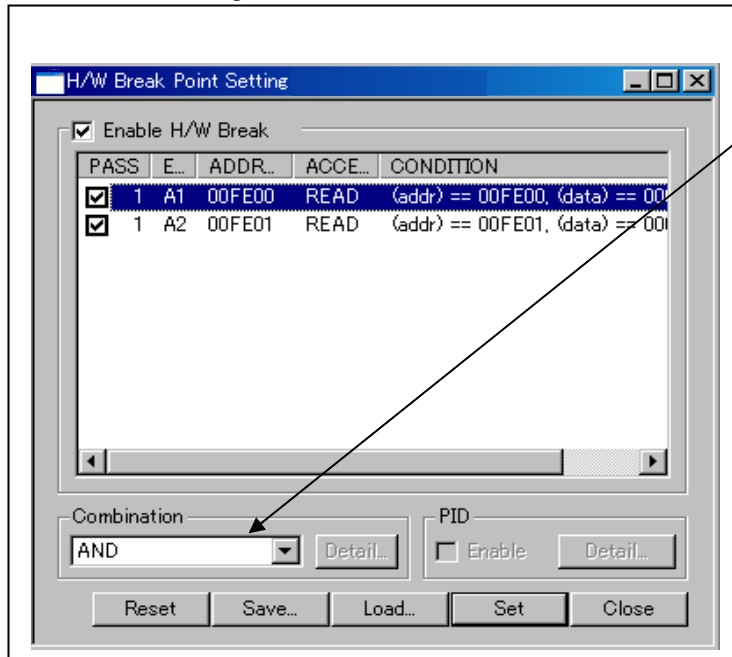 H/W Break Point Setting
Enable H/W Break
PASS E... ADDR... ACCE... CONDITION
1 A1 00FE00 READ (addr) == 00FE00, (data) == 00
1 A2 00FE01 READ (addr) == 00FE01, (data) == 00
Combination PID
AND Detail... Enable Detail...
Reset Save... Load... Set Close